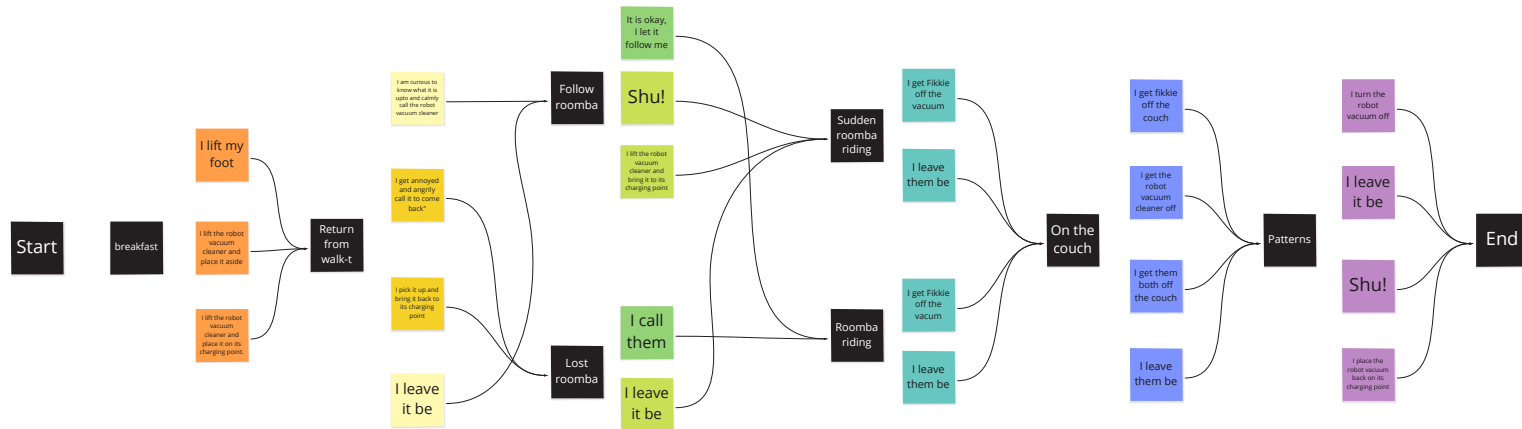 Start
breakfast
I lift my
foot
I lift the robot
vacuum
cleaner and
place it aside
I lift the robot
vacuum
cleaner and
place it on its
charging point.
Return
from
walk-t
I am curious to
know what it is
upto and calmly
call the robot
vacuum cleaner
I get annoyed
and angrily
call it to come
back"
I pick it up and
bring it back to
its charging
point
I leave
it be
Follow
roomba
Lost
roomba
It is okay,
I let it
follow me
Shu!
I lift the robot
vacuum
cleaner and
bring it to its
charging point
I call
them
I leave
it be
Sudden
roomba
riding
Roomba
riding
I get Fikkie
off the
vacuum
I leave
them be
I get Fikkie
off the
vacum
I leave
them be
On the
couch
I get fikkie
off the
couch
I get the
robot
vacuum
cleaner off
I get them
both off
the couch
I leave
them be
Patterns
I turn the
robot
vacuum off
I leave
it be
Shu!
I place the
robot vacuum
back on its
charging point
End